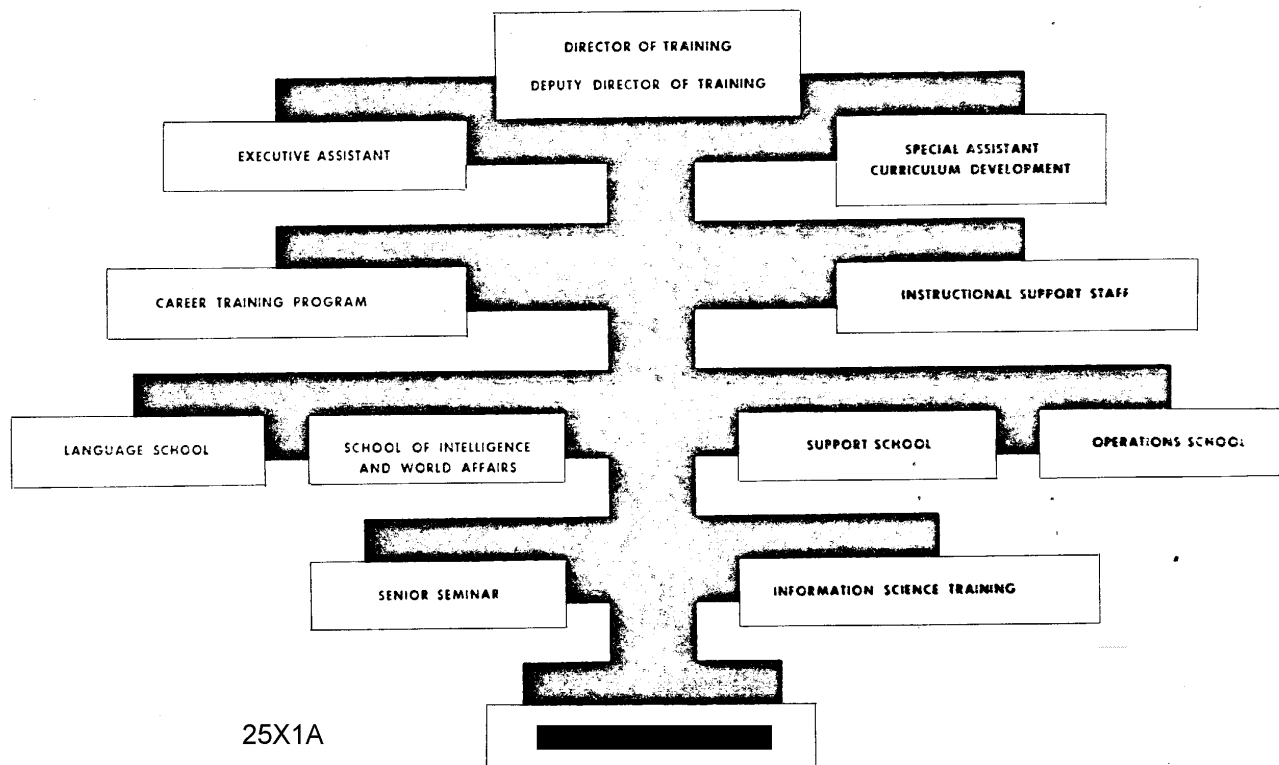 DIRECTOR OF TRAINING
DEPUTY DIRECTOR OF TRAINING
EXECUTIVE ASSISTANT
SPECIAL ASSISTANT
CURRICULUM DEVELOPMENT
CAREER TRAINING PROGRAM
INSTRUCTIONAL SUPPORT STAFF
LANGUAGE SCHOOL
SCHOOL OF INTELLIGENCE
AND WORLD AFFAIRS
SUPPORT SCHOOL
OPERATIONS SCHOOL
SENIOR SEMINAR
INFORMATION SCIENCE TRAINING
25X1A